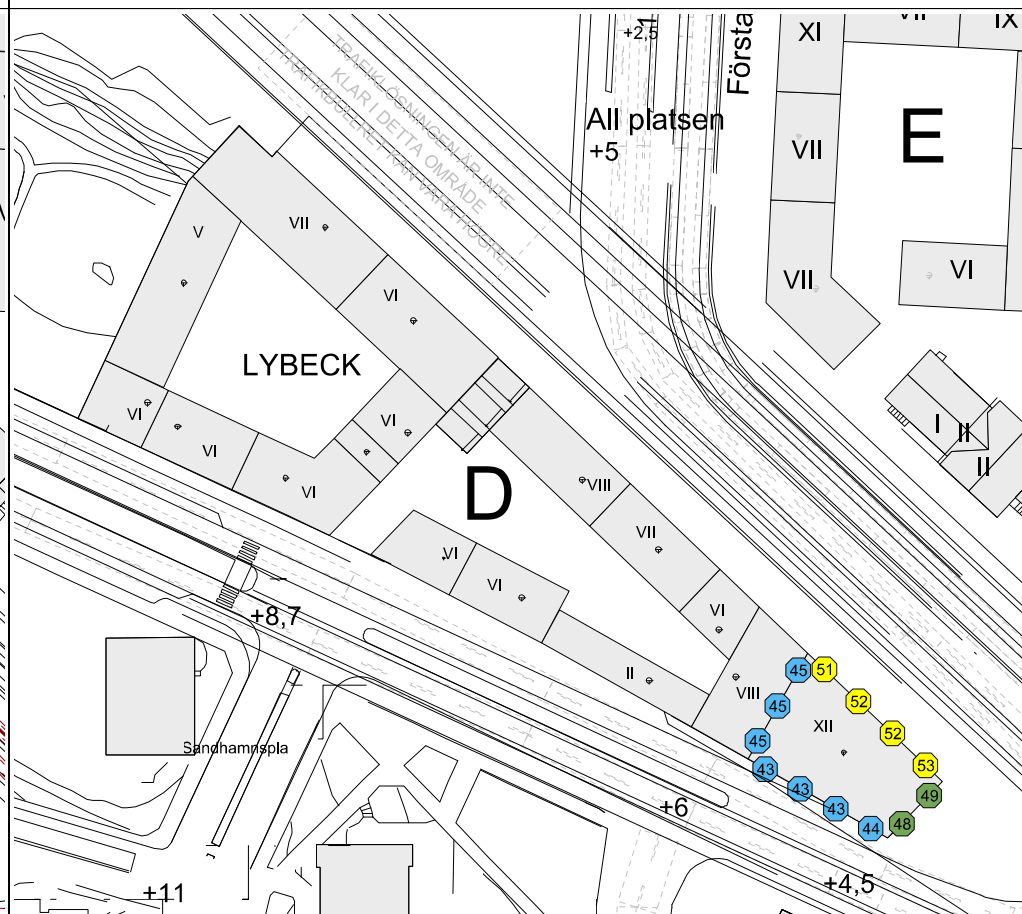 +2,5
Första
XI
VII
IX
TRAFIKLÖSNINGEN ÄR INTE
KLAR I DETTA OMRÅDE
All platsen
+5
E
VII
VII
VI
V
VII
VI
LYBECK
VI
VI
VI
VI
D
VIII
VII
VI
VI
VI
II
VIII
XII
I
II
II
+8,7
Sandhamnspla
45
51
45
52
52
45
43
53
43
49
43
44
48
+6
+4,5
+11